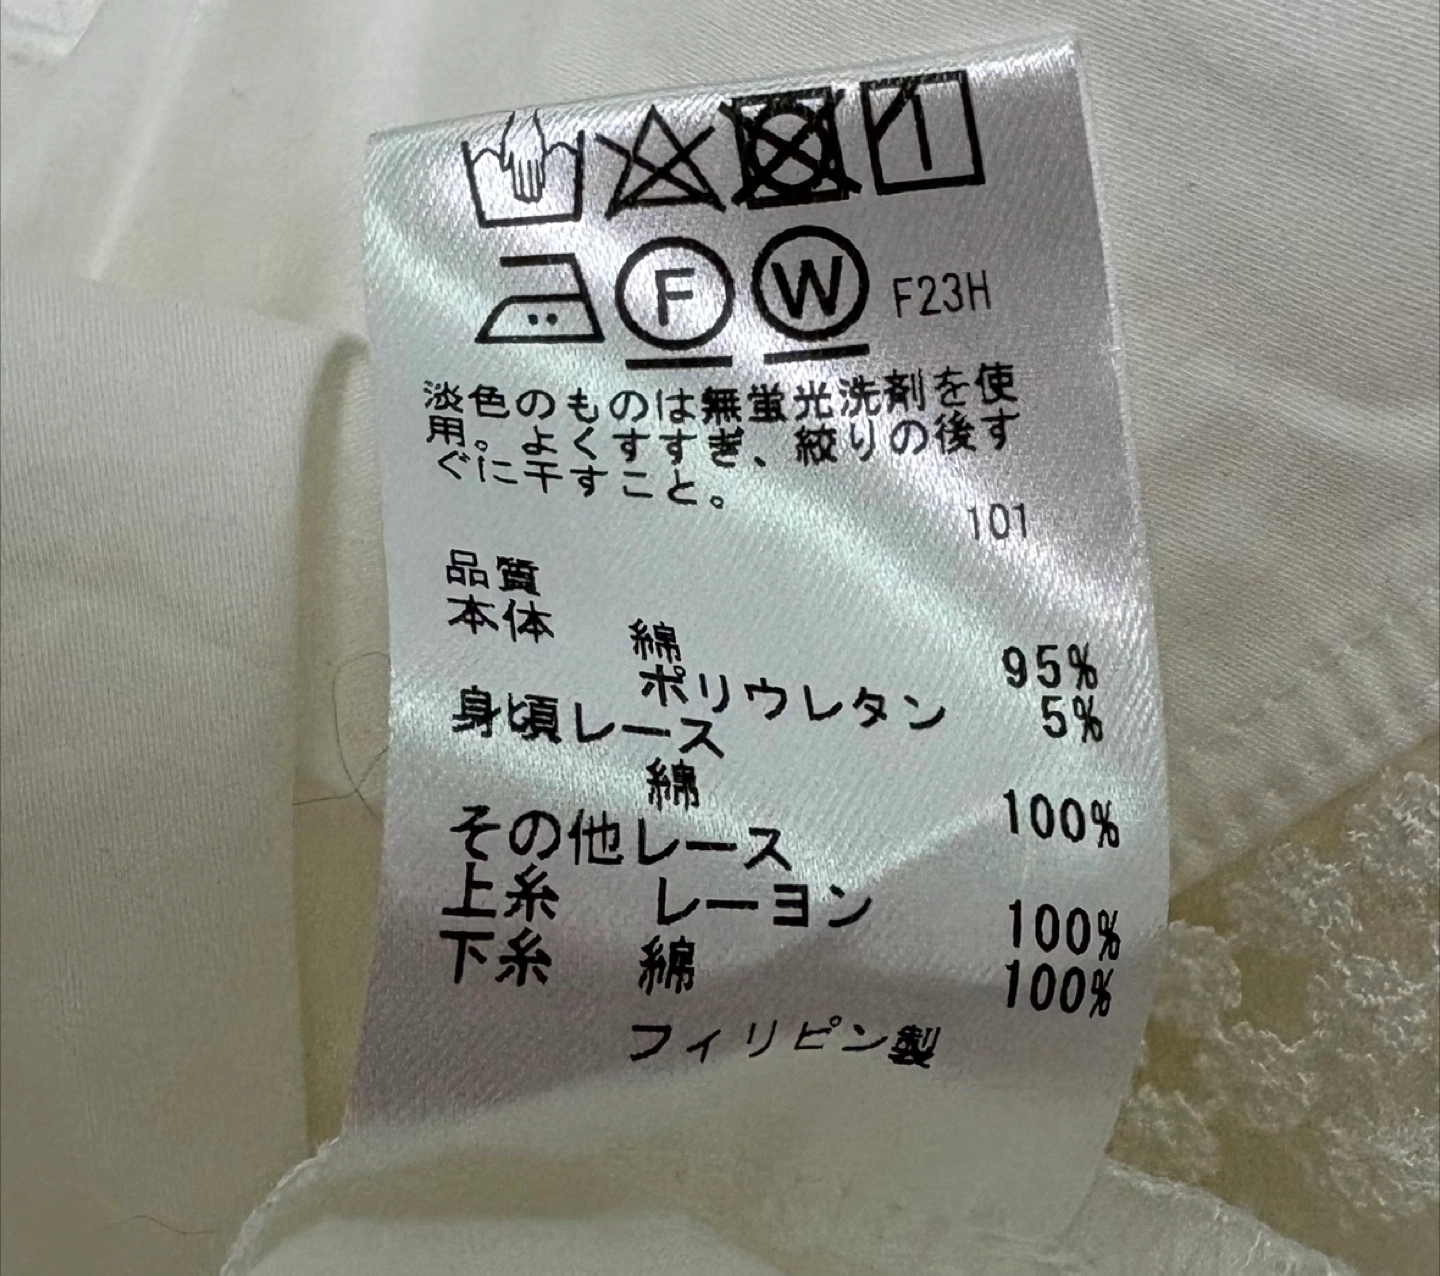 F W F23H
淡色のものは無蛍光洗剤を使
用。よくすすぎ、絞りの後す
ぐに干すこと。
101
品質
本体
綿 95%
ポリウレタン 5%
身頃レース
綿 100%
その他レース
上糸 レーヨン 100%
下糸 綿 100%
フィリピン製